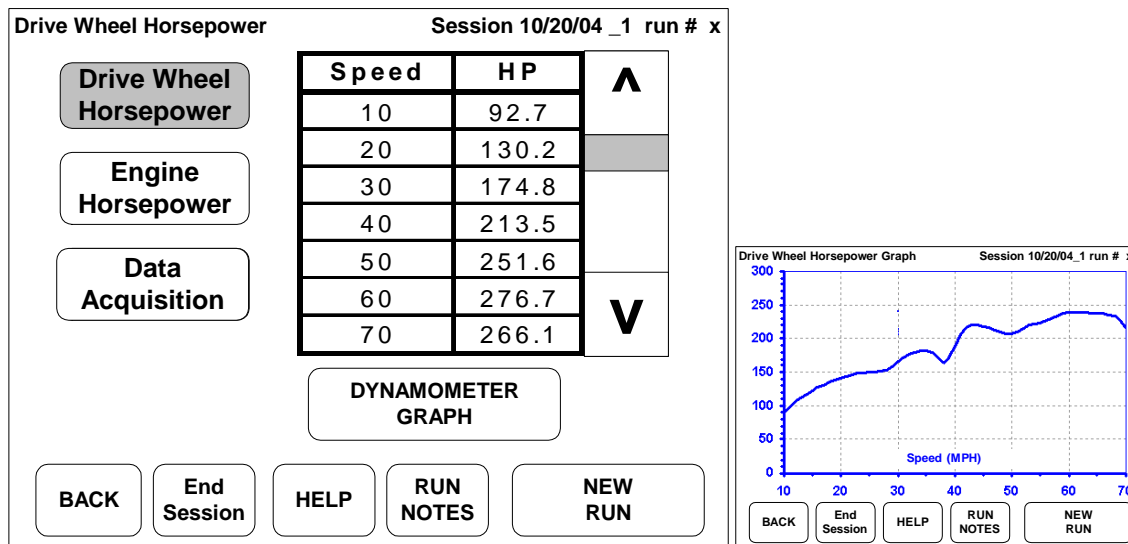 Drive Wheel Horsepower Session 10/20/04 _1 run # x
Drive Wheel
Horsepower
Engine
Horsepower
Data
Acquisition
Speed HP
10 92.7
20 130.2
30 174.8
40 213.5
50 251.6
60 276.7
70 266.1
Λ
V
DYNAMOMETER
GRAPH
BACK
End
Session
HELP
RUN
NOTES
NEW
RUN
Drive Wheel Horsepower Graph Session 10/20/04_1 run # x
300
250
200
150
100
50
0
Speed (MPH)
10 20 30 40 50 60 70
BACK
End
Session
HELP
RUN
NOTES
NEW
RUN